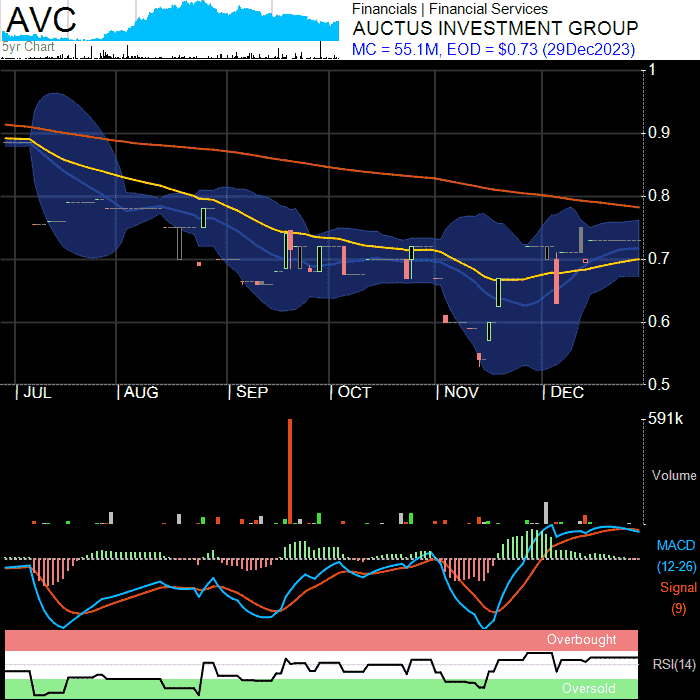 AVC
5yr Chart
Financials | Financial Services
AUCTUS INVESTMENT GROUP
MC = 55.1M, EOD = $0.73 (29Dec2023)
1
0.9
0.8
0.7
0.6
0.5
| JUL | AUG | SEP | OCT | NOV | DEC
591k
Volume
MACD
(12-26)
Signal
(9)
Overbought
RSI(14)
Oversold